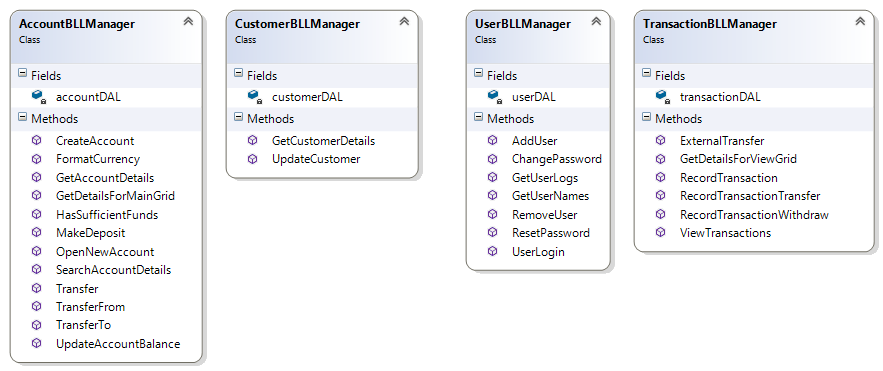 AccountBLLManager
Class
Fields
accountDAL
Methods
CreateAccount
FormatCurrency
GetAccountDetails
GetDetailsForMainGrid
HasSufficientFunds
MakeDeposit
OpenNewAccount
SearchAccountDetails
Transfer
TransferFrom
TransferTo
UpdateAccountBalance
CustomerBLLManager
Class
Fields
customerDAL
Methods
GetCustomerDetails
UpdateCustomer
UserBLLManager
Class
Fields
userDAL
Methods
AddUser
ChangePassword
GetUserLogs
GetUserNames
RemoveUser
ResetPassword
UserLogin
TransactionBLLManager
Class
Fields
transactionDAL
Methods
ExternalTransfer
GetDetailsForViewGrid
RecordTransaction
RecordTransactionTransfer
RecordTransactionWithdraw
ViewTransactions